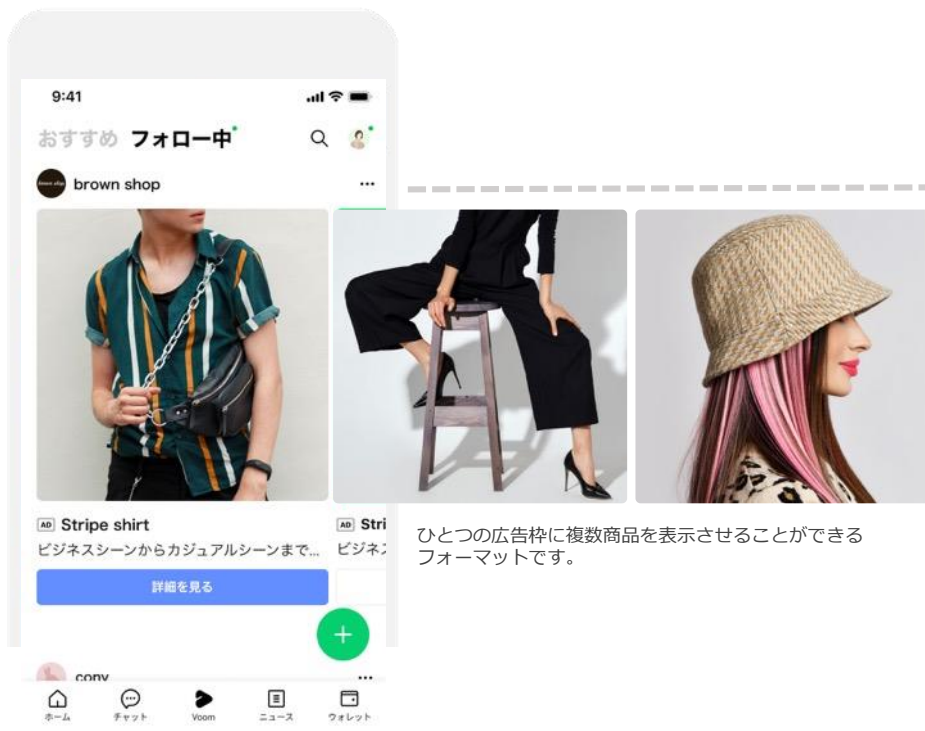 9:41
おすすめ フォロー中
brown shop
AD Stripe shirt
ビジネスシーンからカジュアルシーンまで...
詳細を見る
AD Stri
ビジネ
ひとつの広告枠に複数商品を表示させることができる
フォーマットです。
cony
ホーム チャット Voom ニュース ウォレット